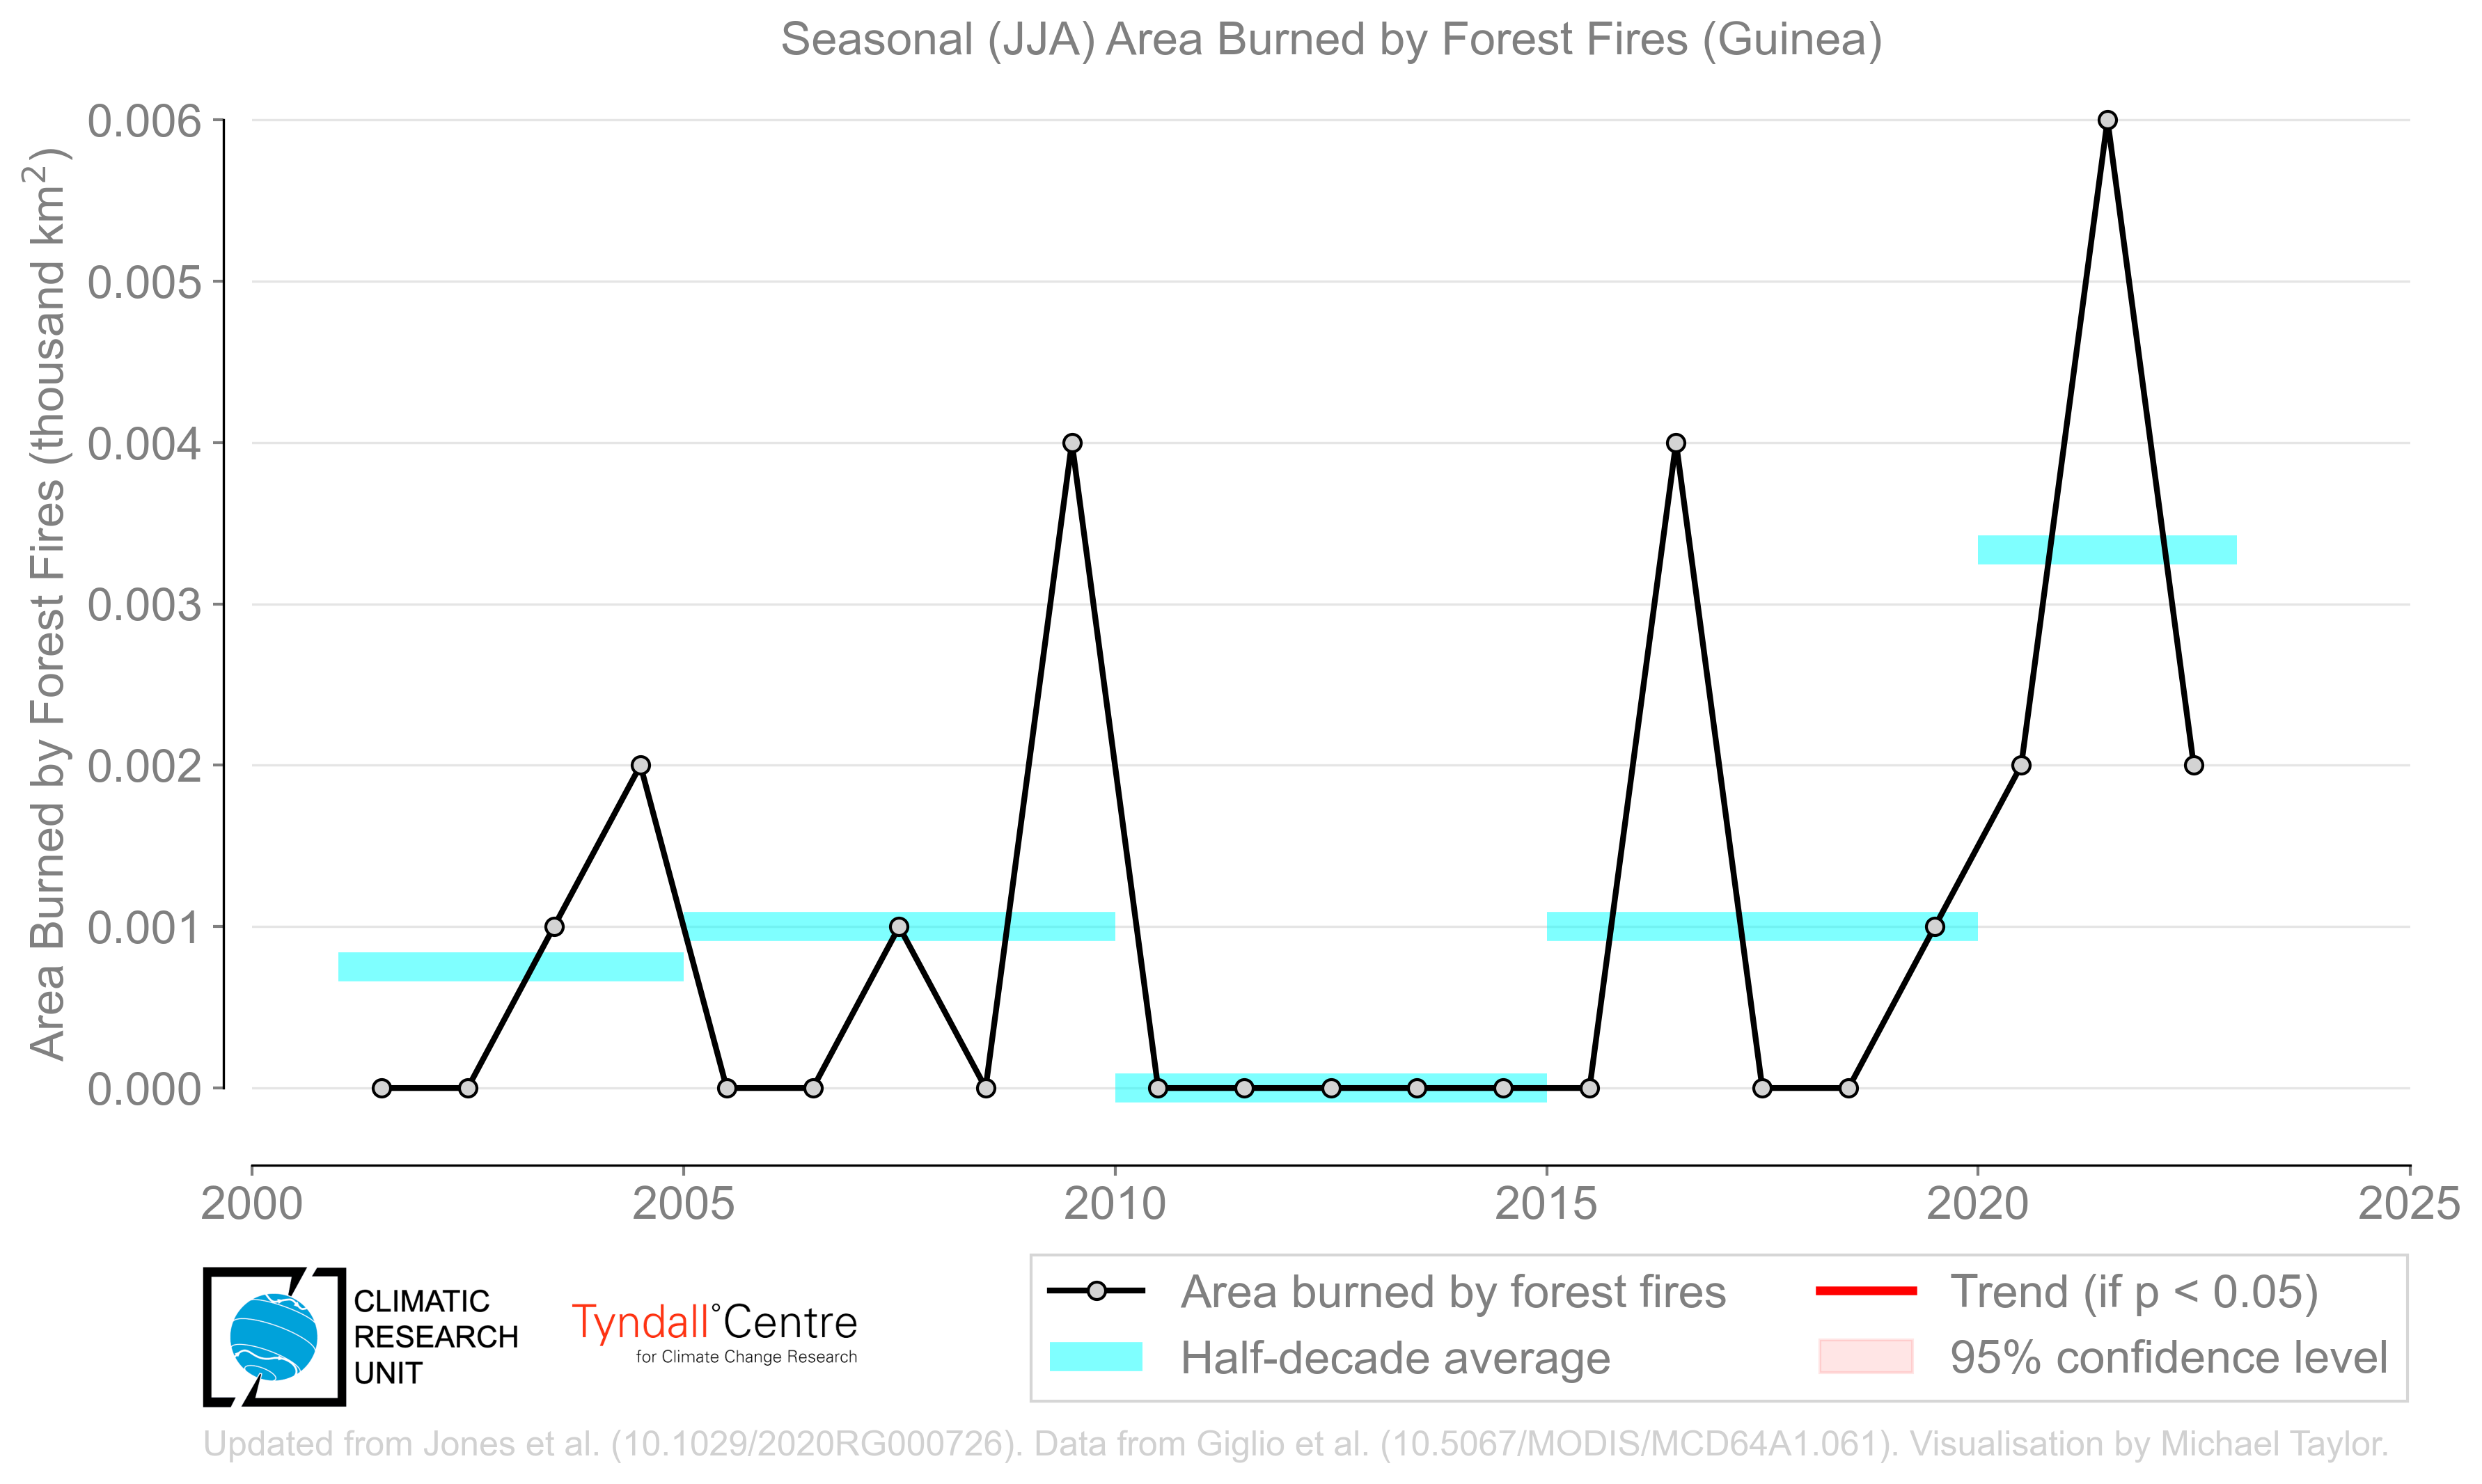 Seasonal (JJA) Area Burned by Forest Fires (Guinea)
Area Burned by Forest Fires (thousand km²)
0.006
0.005
0.004
0.003
0.002
0.001
0.000
2000 2005 2010 2015 2020 2025
CLIMATIC
RESEARCH
UNIT
Tyndall°Centre
for Climate Change Research
Area burned by forest fires
Half-decade average
Trend (if p < 0.05)
95% confidence level
Updated from Jones et al. (10.1029/2020RG000726). Data from Giglio et al. (10.5067/MODIS/MCD64A1.061). Visualisation by Michael Taylor.